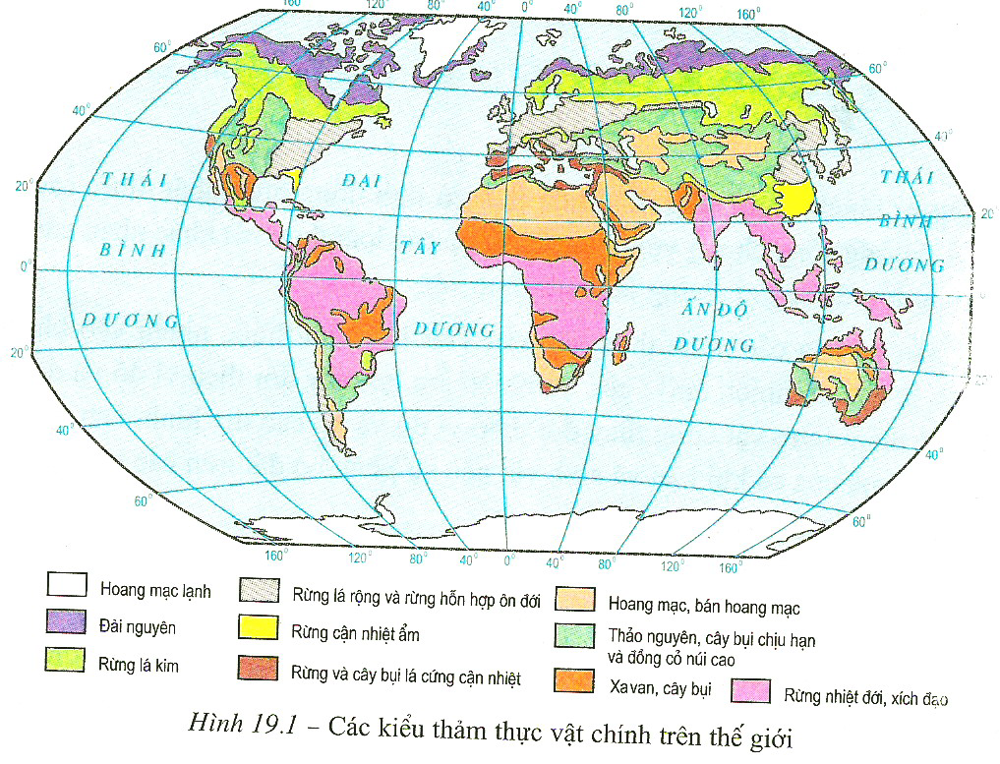 160° 120° 80° 40° 0° 40° 80° 120° 160°
60° 60°
40° 40°
THÁI ĐẠI THÁI
20° 20°
BÌNH TÂY BÌNH
DƯƠNG
0° 0
DƯƠNG DƯƠNG ẤN ĐỘ
DƯƠNG
20° 20°
40° 40°
60° 60°
160° 120° 80° 40° 0° 40° 80° 120° 160°
Hoang mạc lạnh
Đài nguyên
Rừng lá kim
Rừng lá rộng và rừng hỗn hợp ôn đới
Rừng cận nhiệt ẩm
Rừng và cây bụi lá cứng cận nhiệt
Hoang mạc, bán hoang mạc
Thảo nguyên, cây bụi chịu hạn
và đồng cỏ núi cao
Xavan, cây bụi
Rừng nhiệt đới, xích đạo
Hình 19.1 – Các kiểu thảm thực vật chính trên thế giới